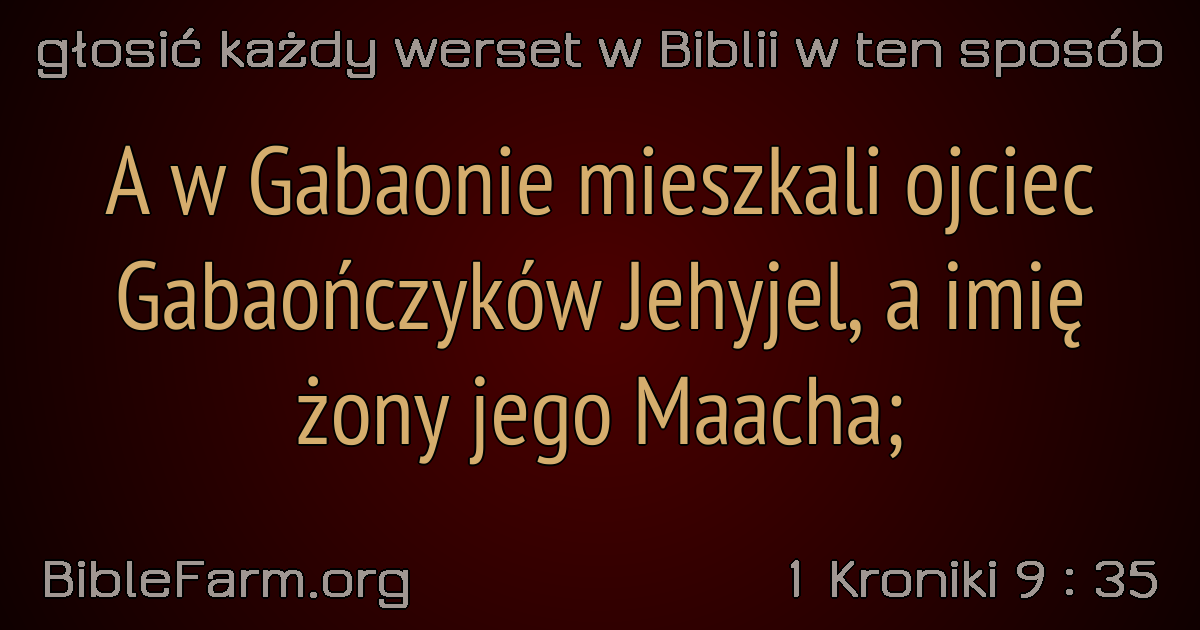 głosić każdy werset w Biblii w ten sposób
A w Gabaonie mieszkali ojciec
Gabaończyków Jehyjel, a imię
żony jego Maacha;
BibleFarm.org
1 Kroniki 9 : 35